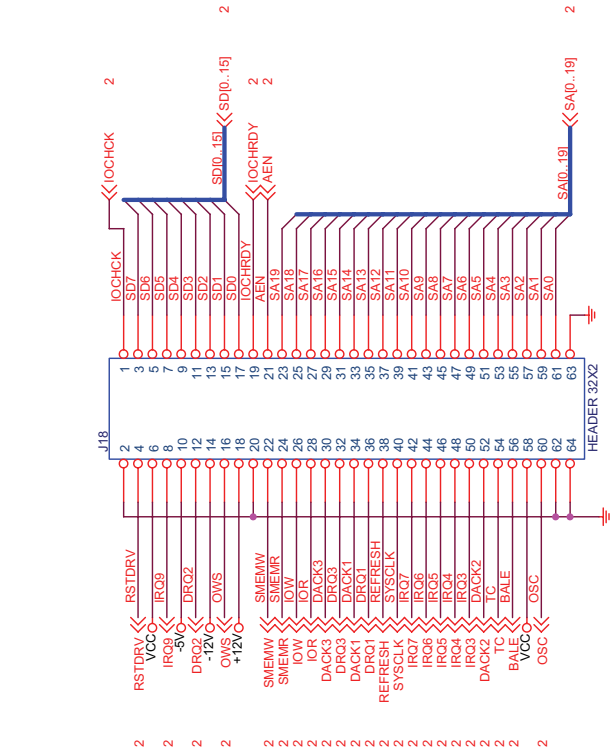 J18
2 1 IOCHCK IOCHCK 2
2 RSTDRV RSTDRV 4 3 SD7
VCC 6 5 SD6
2 IRQ9 IRQ9 8 7 SD5
-5V 10 9 SD4
2 DRQ2 DRQ2 12 11 SD3
-12V 14 13 SD2
2 OWS OWS 16 15 SD1 SD[0..15] SD[0..15] 2
+12V 18 17 SD0
20 19 IOCHRDY IOCHRDY 2
2 SMEMW SMEMW 22 21 AEN AEN 2
2 SMEMR SMEMR 24 23 SA19
2 IOW IOW 26 25 SA18
2 IOR IOR 28 27 SA17
2 DACK3 DACK3 30 29 SA16
2 DRQ3 DRQ3 32 31 SA15
2 DACK1 DACK1 34 33 SA14
2 DRQ1 DRQ1 36 35 SA13
2 REFRESH REFRESH 38 37 SA12
2 SYSCLK SYSCLK 40 39 SA11
2 IRQ7 IRQ7 42 41 SA10
2 IRQ6 IRQ6 44 43 SA9
2 IRQ5 IRQ5 46 45 SA8
2 IRQ4 IRQ4 48 47 SA7
2 IRQ3 IRQ3 50 49 SA6
2 DACK2 DACK2 52 51 SA5
2 TC TC 54 53 SA4
2 BALE BALE 56 55 SA3
VCC 58 57 SA2
2 OSC OSC 60 59 SA1
62 61 SA0 SA[0..19] SA[0..19] 2
64 63
HEADER 32X2